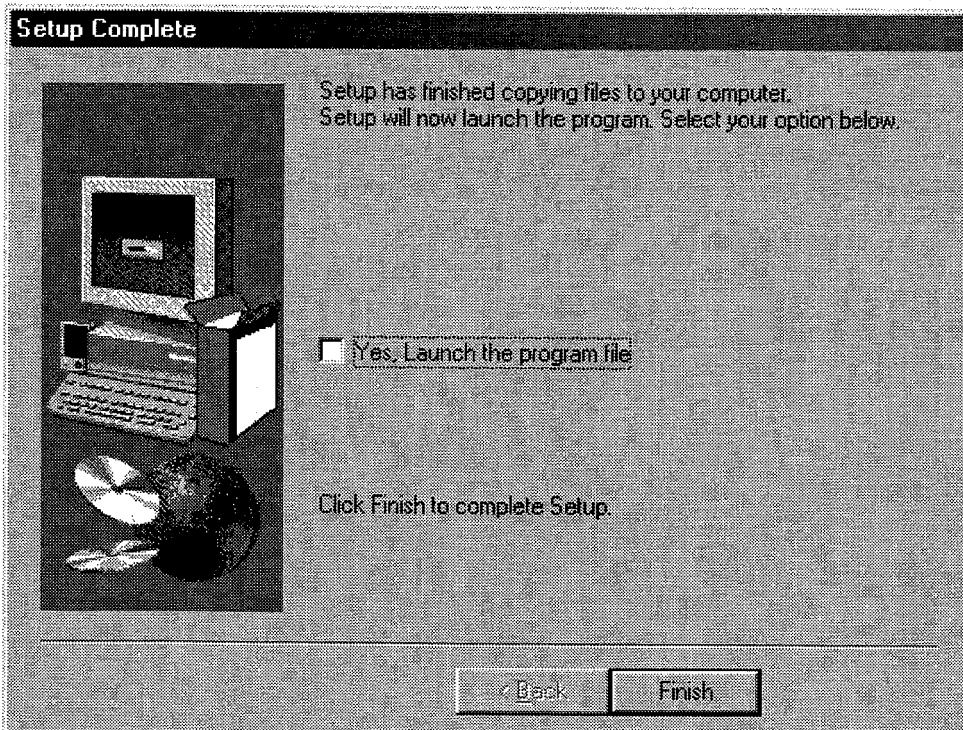 Setup Complete
Setup has finished copying files to your computer.
Setup will now launch the program. Select your option below.
Yes, Launch the program file
Click Finish to complete Setup.
< Back
Finish